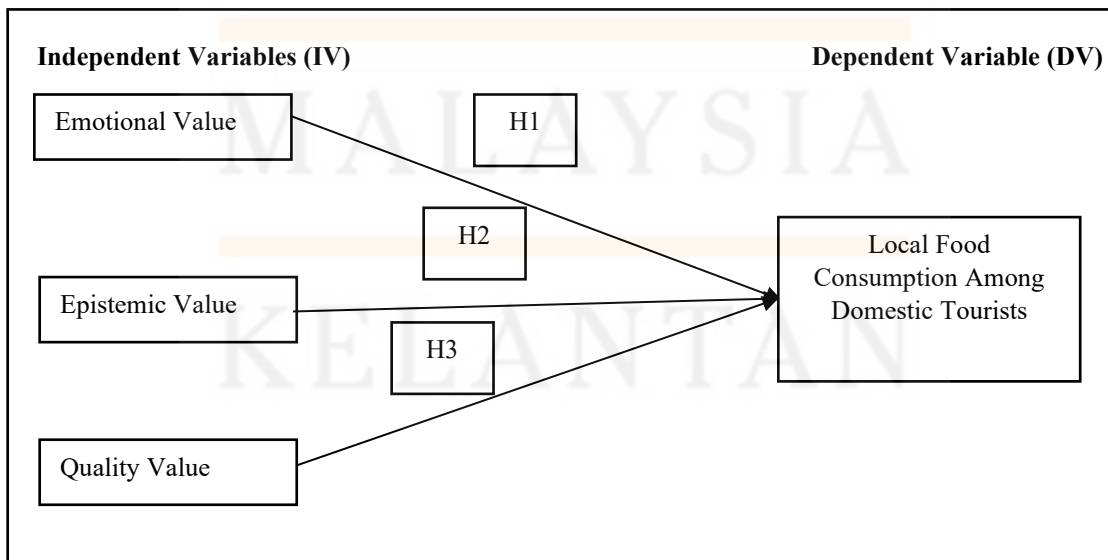 Independent Variables (IV)
Dependent Variable (DV)
MALAYSIA
Emotional Value
H1
H2
Local Food
Consumption Among
Domestic Tourists
Epistemic Value
H3
KELANTAN
Quality Value